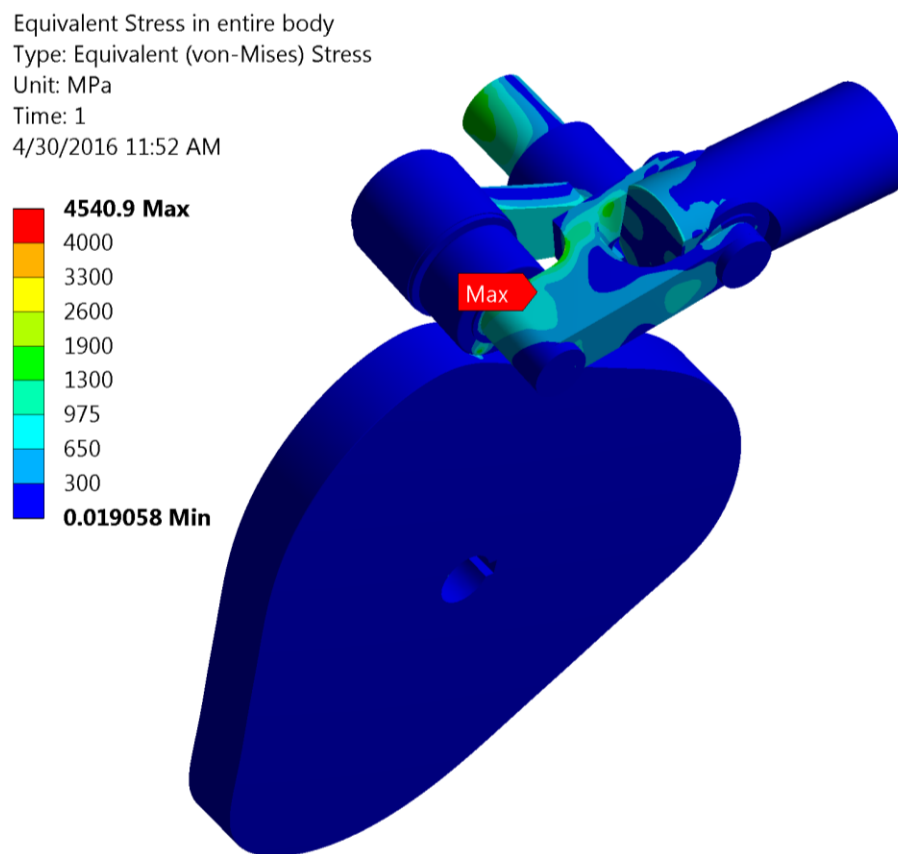 Equivalent Stress in entire body
Type: Equivalent (von-Mises) Stress
Unit: MPa
Time: 1
4/30/2016 11:52 AM
4540.9 Max
4000
3300
2600
1900
1300
975
650
300
0.019058 Min
Max